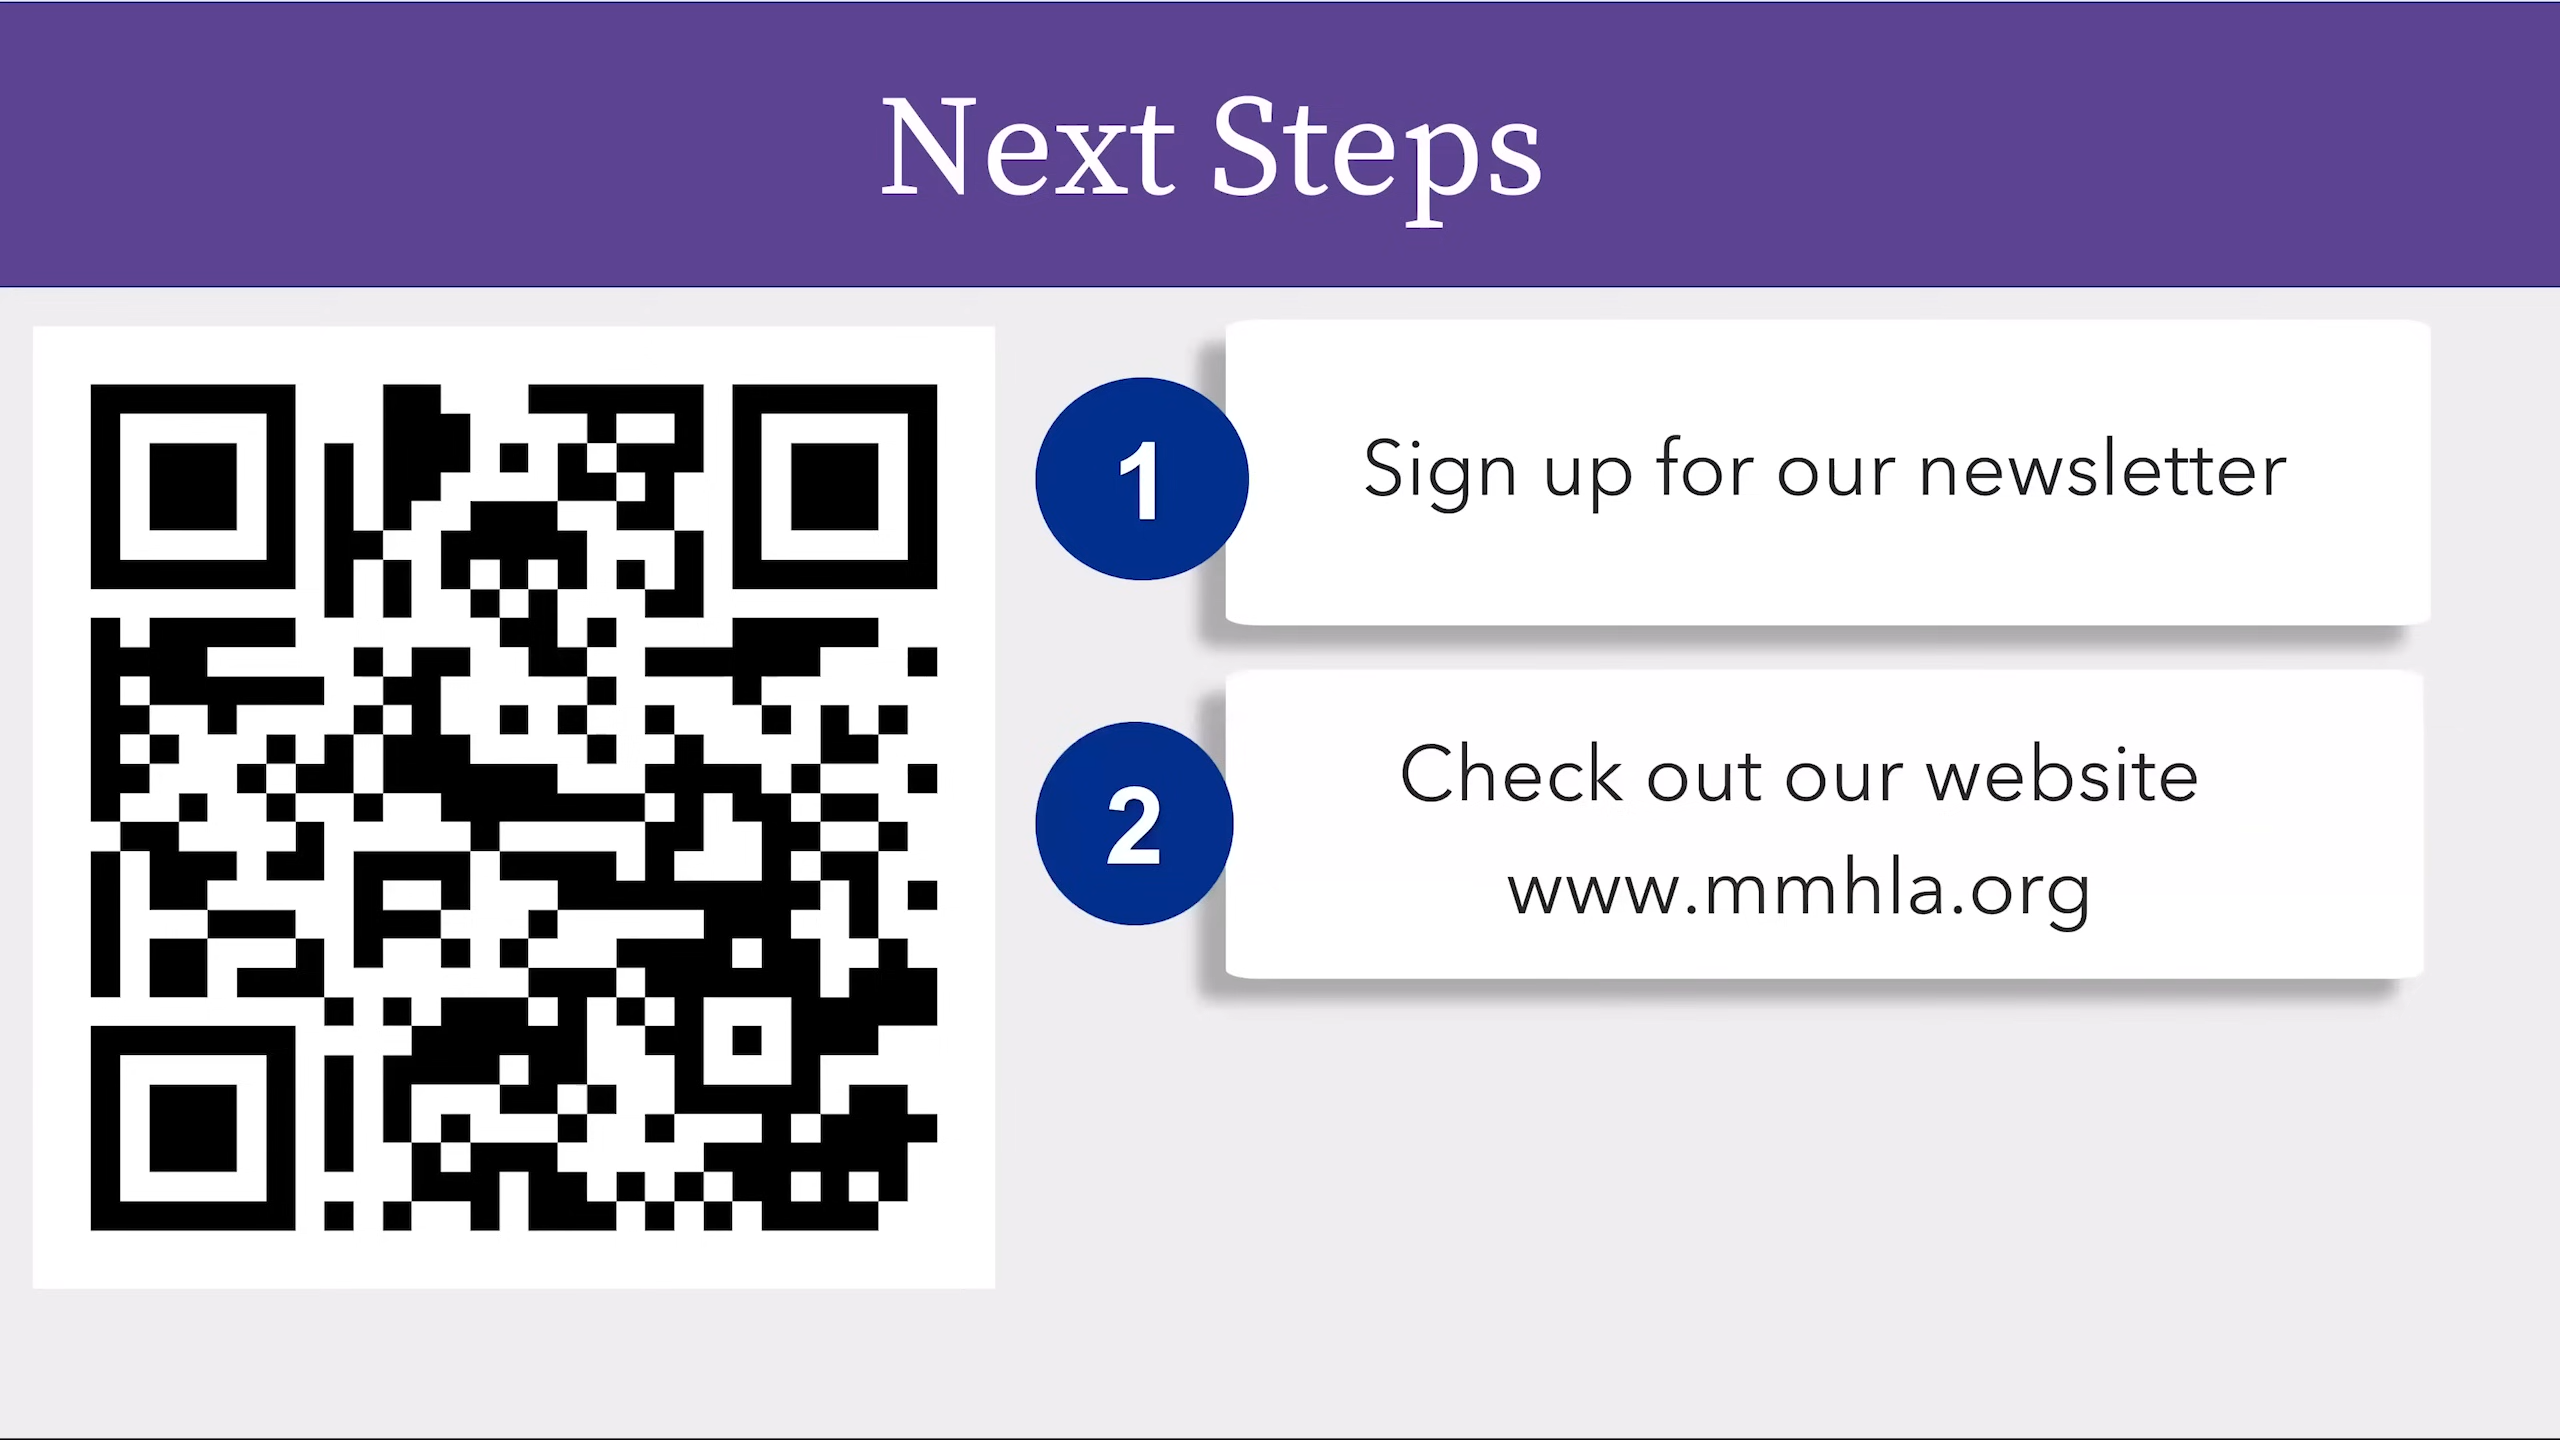 Next Steps
1
Sign up for our newsletter
2
Check out our website
www.mmhla.org